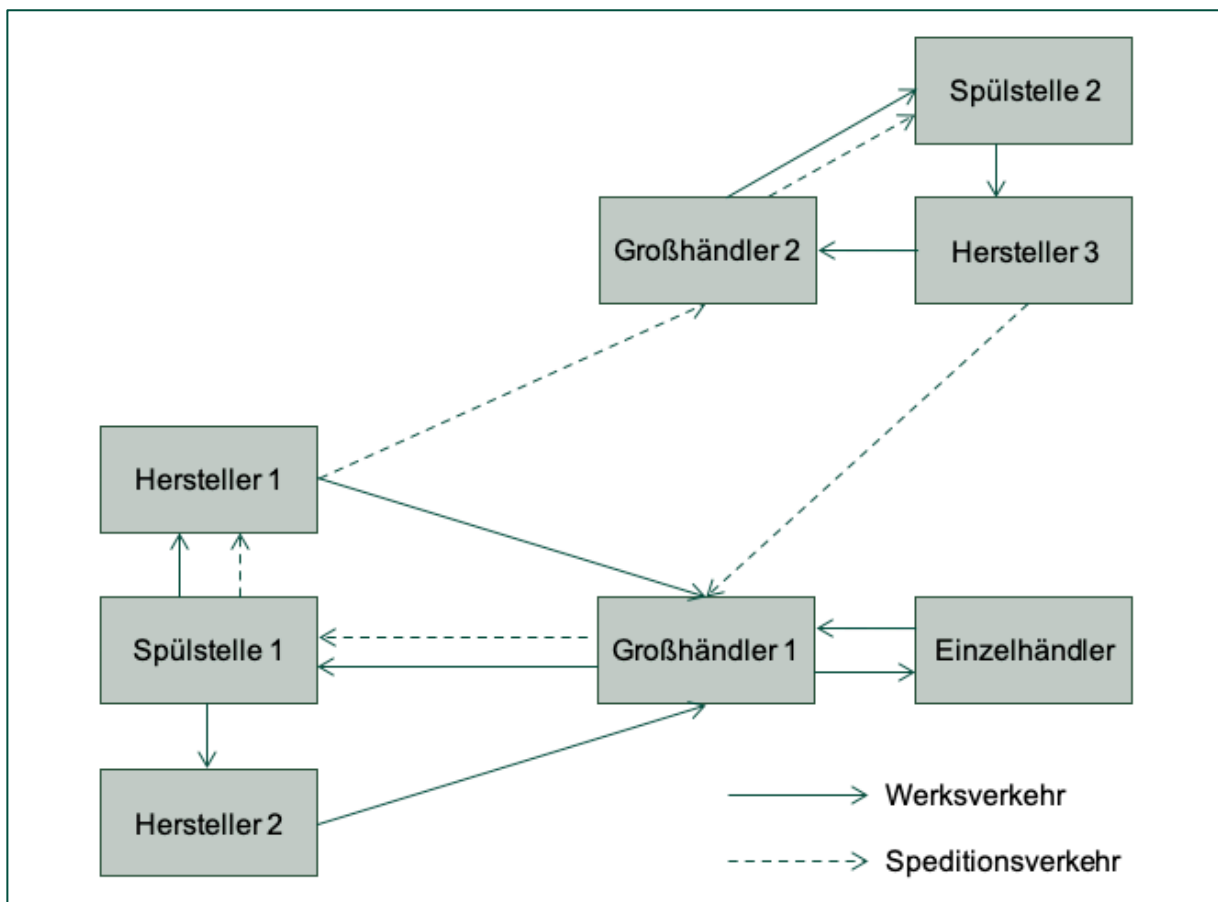 Spülstelle 2
Großhändler 2
Hersteller 3
Hersteller 1
Spülstelle 1
Großhändler 1
Einzelhändler
Hersteller 2
Werksverkehr
Speditionsverkehr